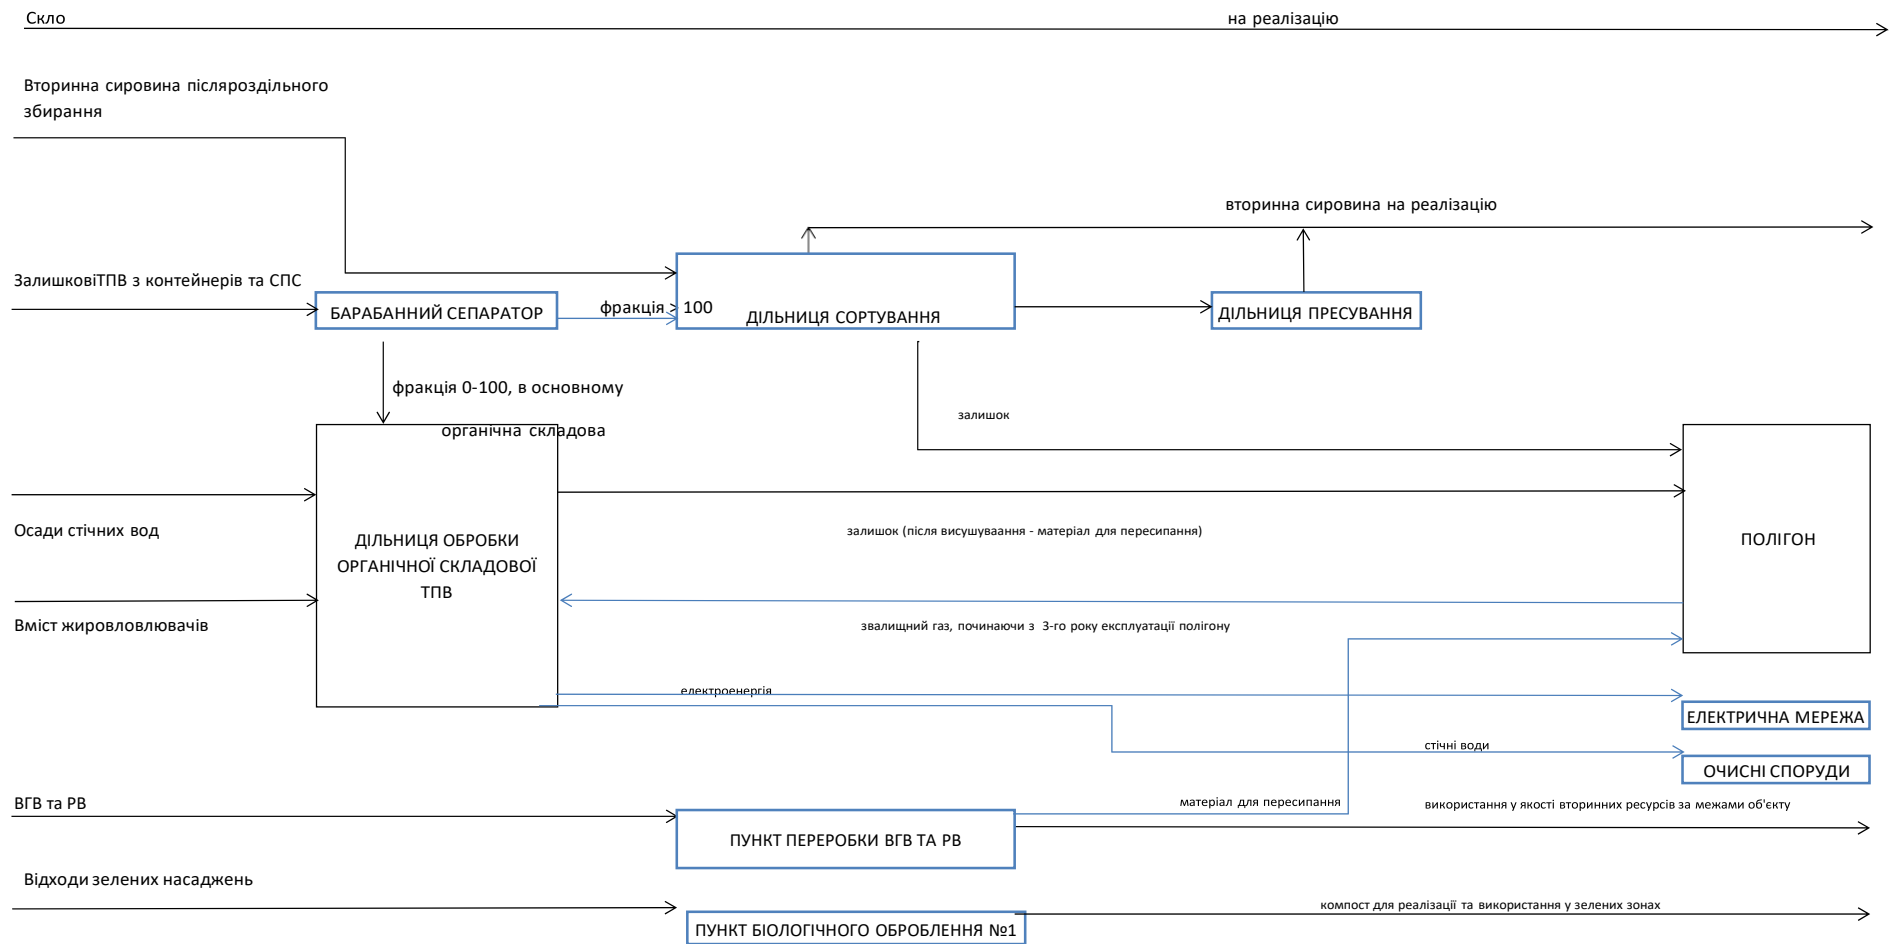 Скло
на реалізацію
Вторинна сировина післяроздільного
збирання
вторинна сировина на реалізацію
ЗалишковіТПВ з контейнерів та СПС
БАРАБАННИЙ СЕПАРАТОР
фракція >100
ДІЛЬНИЦЯ СОРТУВАННЯ
ДІЛЬНИЦЯ ПРЕСУВАННЯ
фракція 0-100, в основному
органічна складова
залишок
Осади стічних вод
ДІЛЬНИЦЯ ОБРОБКИ
ОРГАНІЧНОЇ СКЛАДОВОЇ
ТПВ
залишок (після висушуваання - матеріал для пересипання)
ПОЛІГОН
Вміст жировловлювачів
звалищний газ, починаючи з 3-го року експлуатації полігону
електроенергія
ЕЛЕКТРИЧНА МЕРЕЖА
стічні води
ОЧИСНІ СПОРУДИ
ВГВ та РВ
матеріал для пересипання
використання у якості вторинних ресурсів за межами об'єкту
ПУНКТ ПЕРЕРОБКИ ВГВ ТА РВ
Відходи зелених насаджень
компост для реалізації та використання у зелених зонах
ПУНКТ БІОЛОГІЧНОГО ОБРОБЛЕННЯ №1